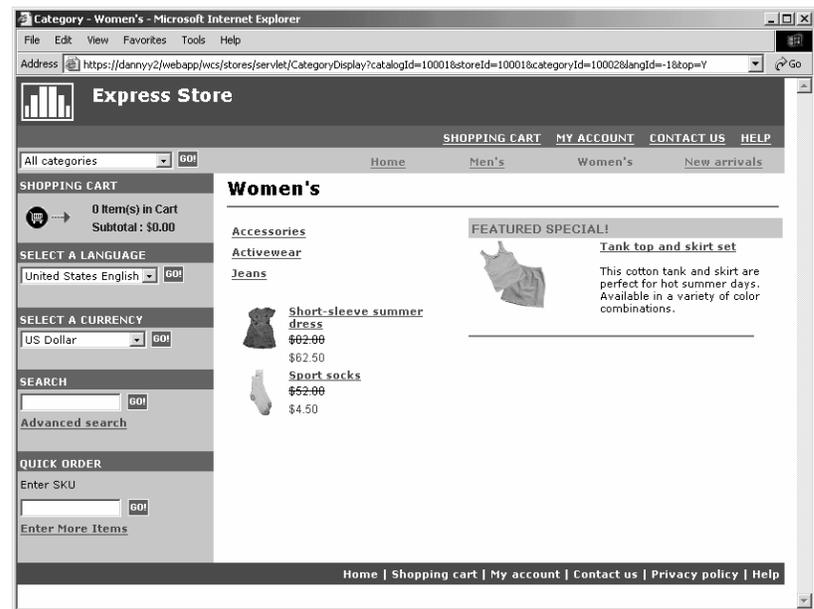 Category - Women's - Microsoft Internet Explorer
File Edit View Favorites Tools Help
Address https://dannyy2/webapp/wcs/stores/servlet/CategoryDisplay?catalogId=10001&storeId=10001&categoryId=10002&langId=-1&top=Y Go
Express Store
SHOPPING CART MY ACCOUNT CONTACT US HELP
All categories GO! Home Men's Women's New arrivals
SHOPPING CART
0 Item(s) in Cart
Subtotal : $0.00
SELECT A LANGUAGE
United States English GO!
SELECT A CURRENCY
US Dollar GO!
SEARCH
GO!
Advanced search
QUICK ORDER
Enter SKU
GO!
Enter More Items
Women's
Accessories
Activewear
Jeans
Short-sleeve summer
dress
$82.00
$62.50
Sport socks
$52.00
$4.50
FEATURED SPECIAL!
Tank top and skirt set
This cotton tank and skirt are
perfect for hot summer days.
Available in a variety of color
combinations.
Home | Shopping cart | My account | Contact us | Privacy policy | Help